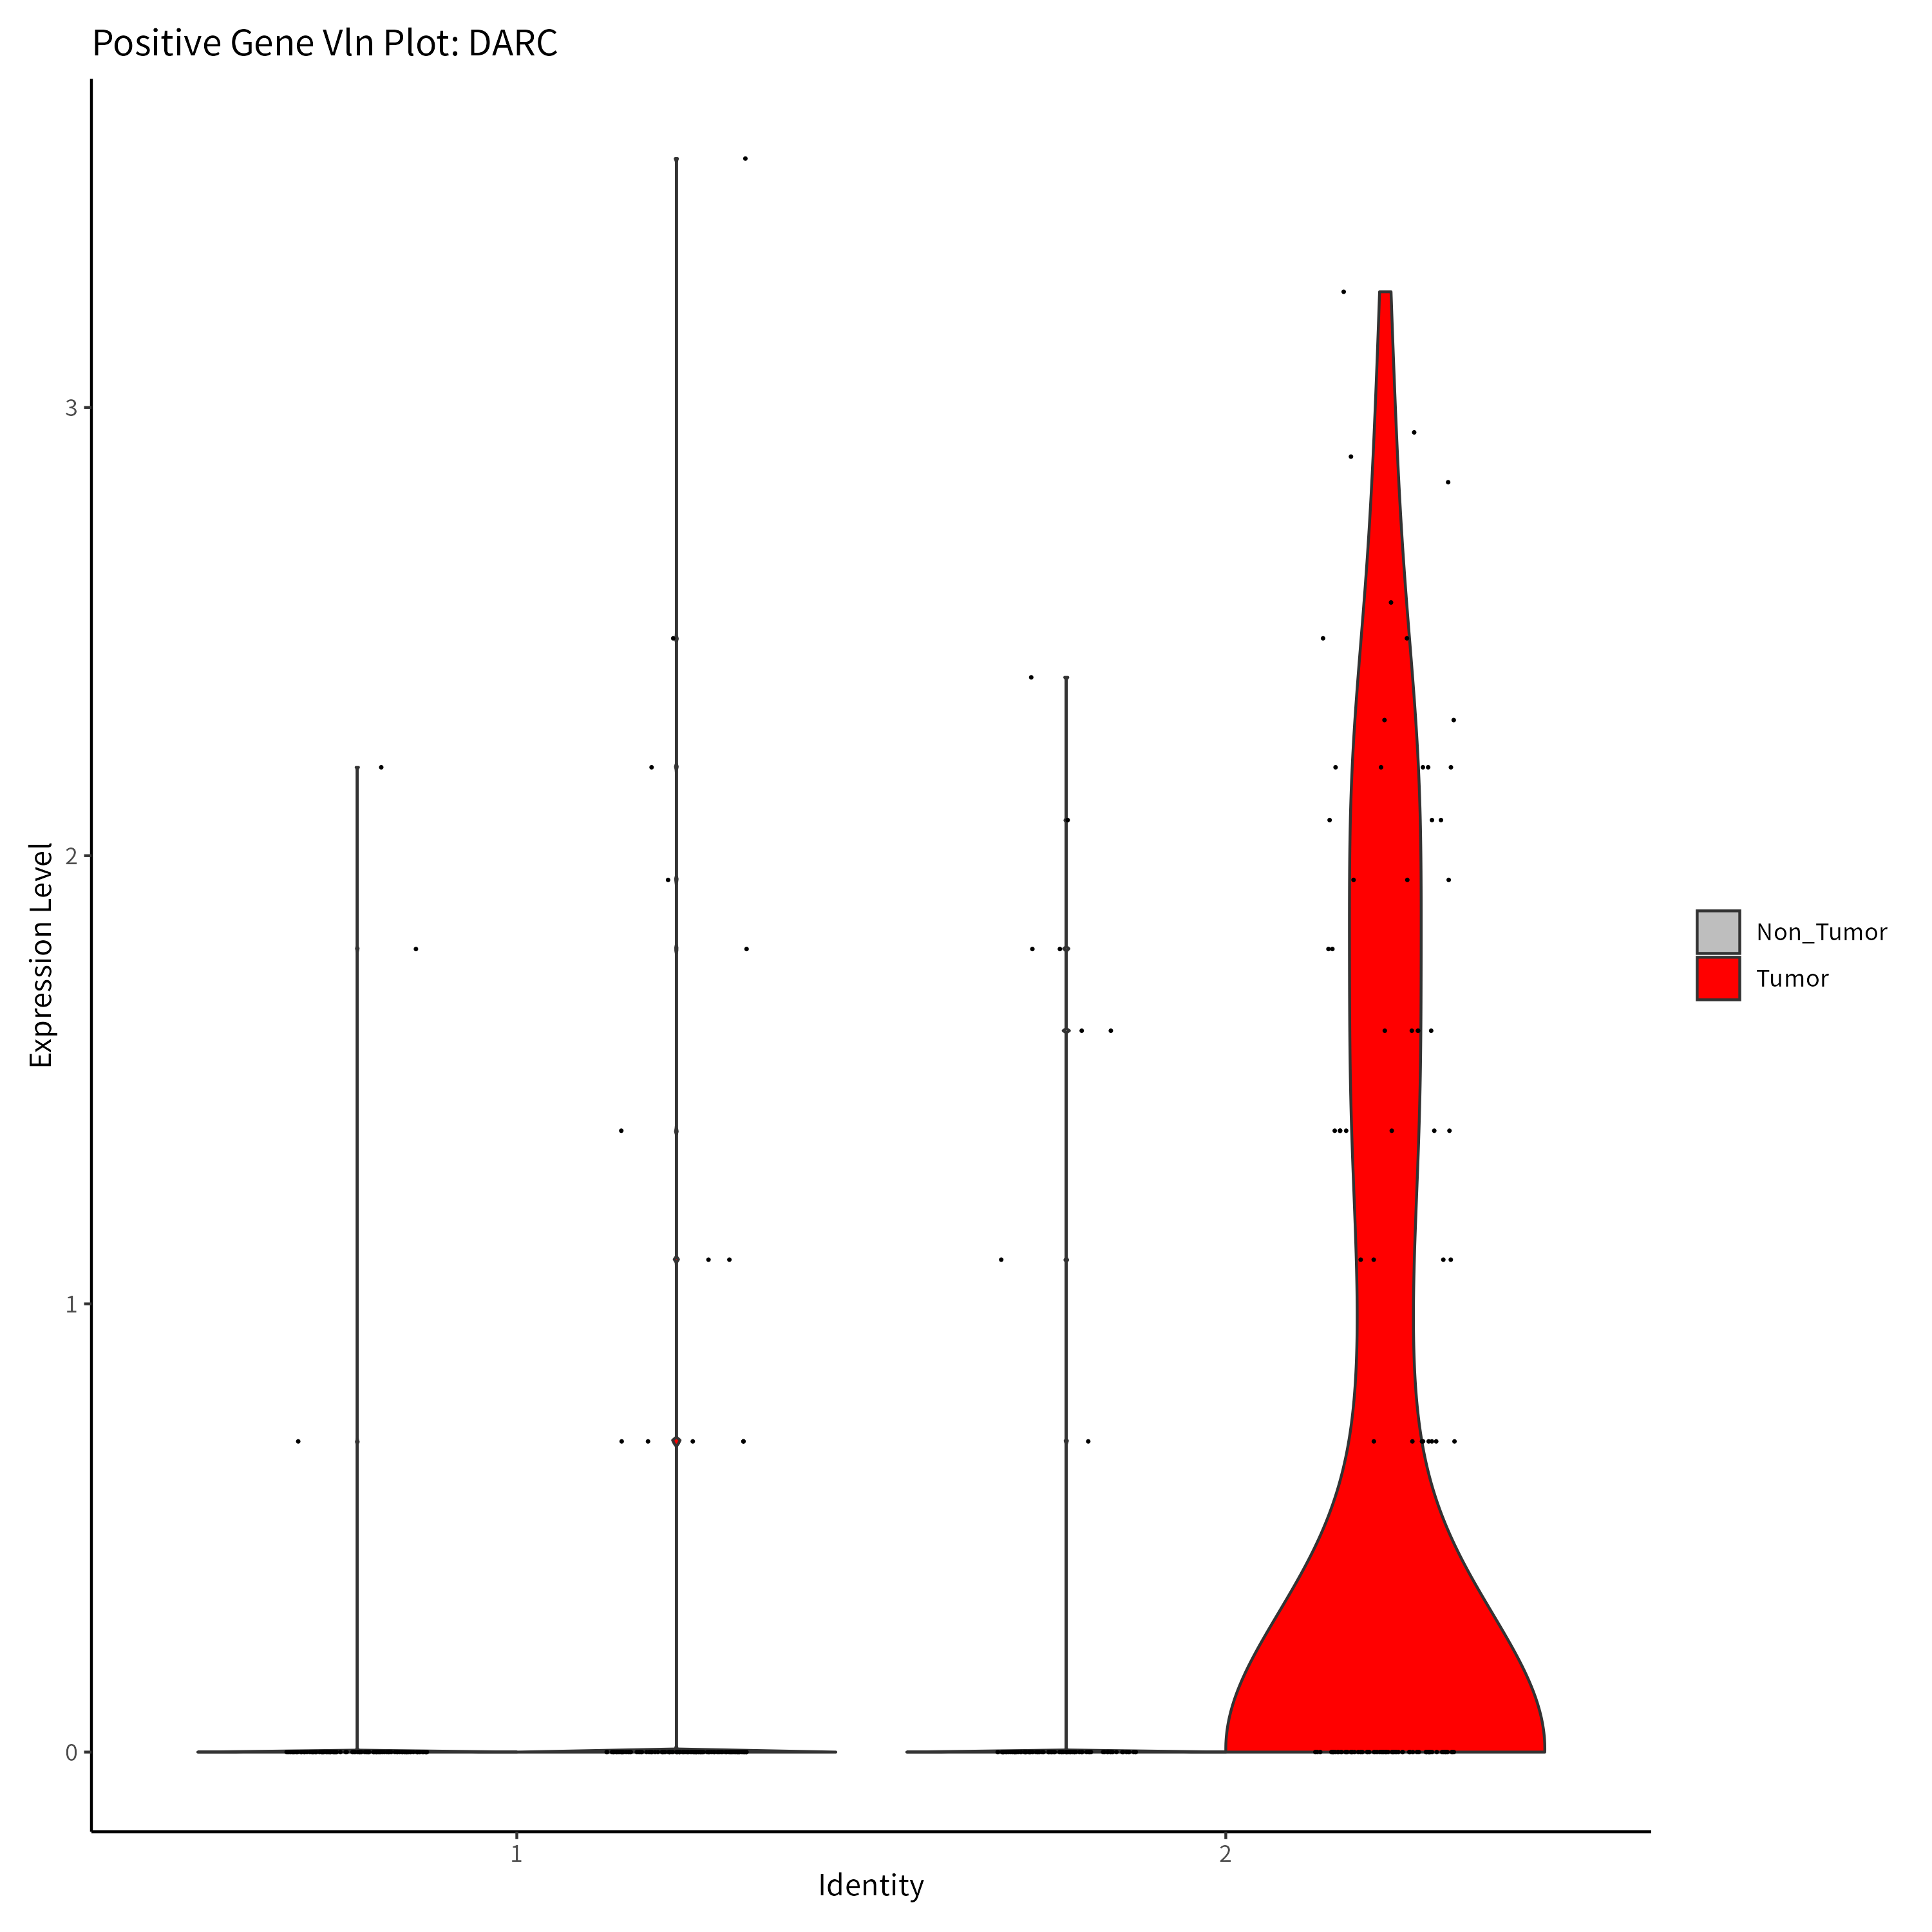 Positive Gene Vln Plot: DARC
Expression Level
3
2
1
0
1
2
Identity
Non_Tumor
Tumor